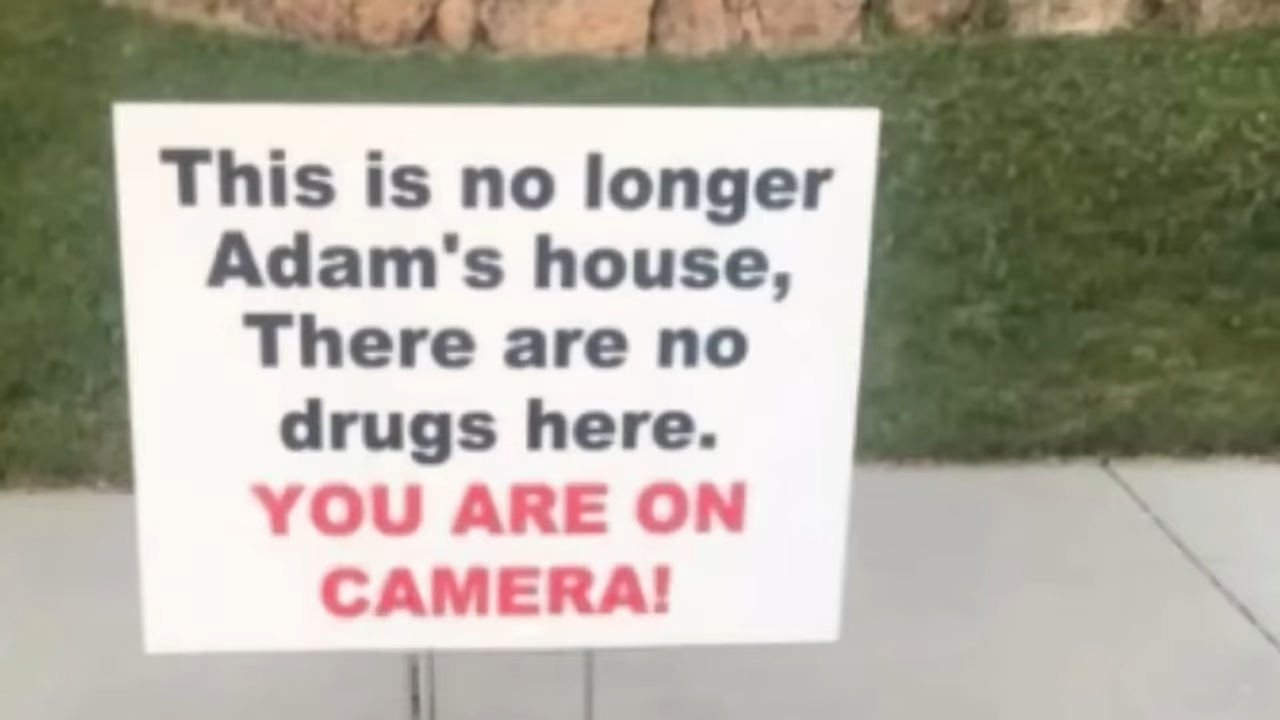 This is no longer
Adam's house,
There are no
drugs here.
YOU ARE ON
CAMERA!